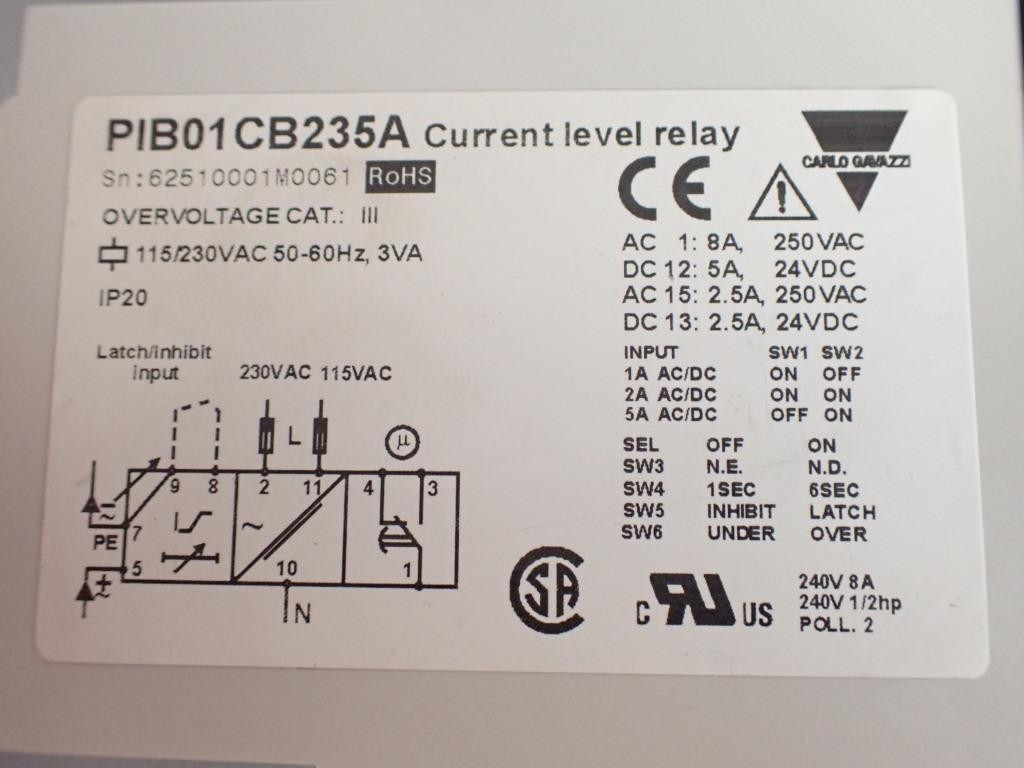 PIB01CB235A Current level relay
CARLO GAVAZZI
Sn:62510001M0061 RoHS
CE
OVERVOLTAGE CAT.: III
115/230VAC 50-60Hz, 3VA
IP20
AC 1: 8A, 250VAC
DC 12: 5A, 24VDC
AC 15: 2.5A, 250VAC
DC 13: 2.5A, 24VDC
INPUT SW1 SW2
1A AC/DC ON OFF
2A AC/DC ON ON
5A AC/DC OFF ON
SEL OFF ON
SW3 N.E. N.D.
SW4 1SEC 6SEC
SW5 INHIBIT LATCH
SW6 UNDER OVER
Latch/Inhibit
input
230VAC 115VAC
L μ
9 8 2 11 4 3
7
PE
5 10 1
N
CSA
C RU US
240V 8A
240V 1/2hp
POLL. 2